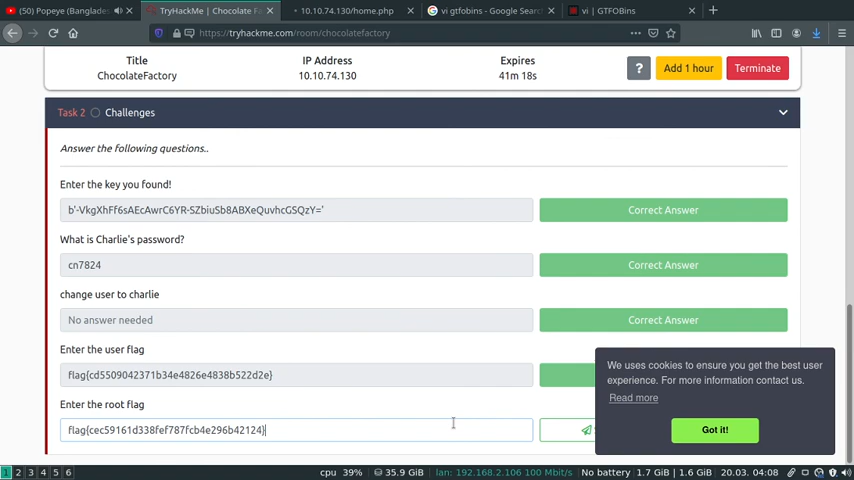 (50) Popeye (Banglades
TryHackMe | Chocolate Fa
10.10.74.130/home.php
vi gtfobins - Google Search
vi | GTFOBins
https://tryhackme.com/room/chocolatefactory
Title
IP Address
Expires
ChocolateFactory
10.10.74.130
41m 18s
?
Add 1 hour
Terminate
Task 2
Challenges
Answer the following questions..
Enter the key you found!
b'-VkgXhFf6sAEcAwrC6YR-SZbiuSb8ABXeQuvhcGSQzY='
Correct Answer
What is Charlie's password?
cn7824
Correct Answer
change user to charlie
No answer needed
Correct Answer
Enter the user flag
flag{cd5509042371b34e4826e4838b522d2e}
Enter the root flag
flag{cec59161d338fef787fcb4e296b42124}
We uses cookies to ensure you get the best user
experience. For more information contact us.
Read more
Got it!
1 2 3 4 5 6
cpu 39% 35.9 GB lan: 192.168.2.106 100 Mbit/s No battery 1.7 GiB | 1.6 GiB 20.03. 04:08